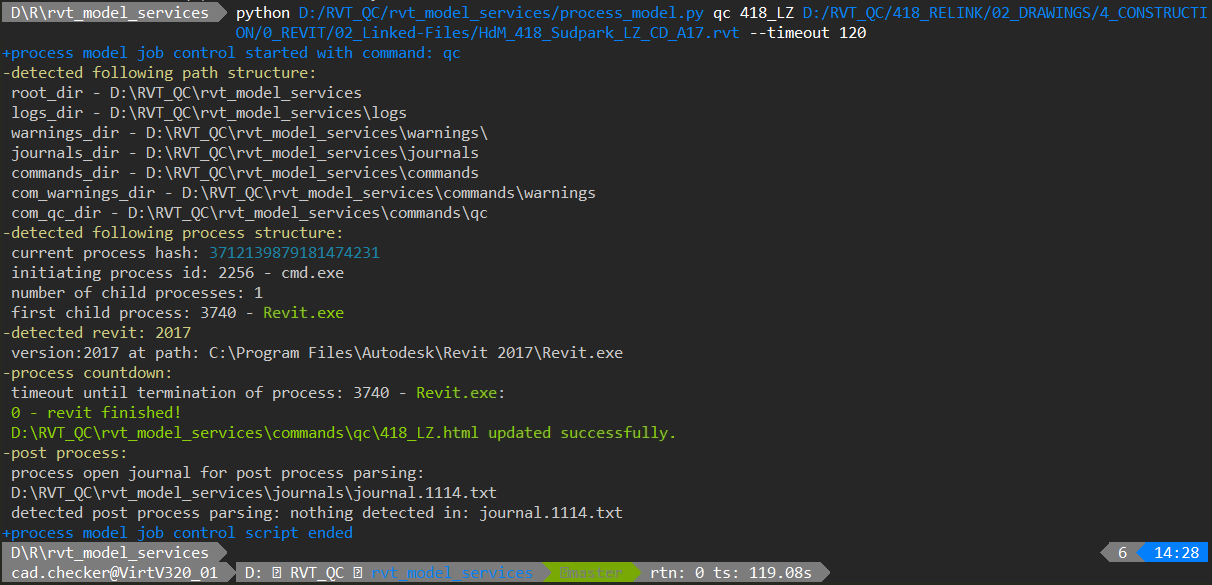 D\R\rvt_model_services python D:/RVT_QC/rvt_model_services/process_model.py qc 418_LZ D:/RVT_QC/418_RELINK/02_DRAWINGS/4_CONSTRUCTI
ON/0_REVIT/02_Linked-Files/HdM_418_Sudpark_LZ_CD_A17.rvt --timeout 120
+process model job control started with command: qc
-detected following path structure:
root_dir - D:\RVT_QC\rvt_model_services
logs_dir - D:\RVT_QC\rvt_model_services\logs
warnings_dir - D:\RVT_QC\rvt_model_services\warnings\
journals_dir - D:\RVT_QC\rvt_model_services\journals
commands_dir - D:\RVT_QC\rvt_model_services\commands
com_warnings_dir - D:\RVT_QC\rvt_model_services\commands\warnings
com_qc_dir - D:\RVT_QC\rvt_model_services\commands\qc
-detected following process structure:
current process hash: 3712139879181474231
initiating process id: 2256 - cmd.exe
number of child processes: 1
first child process: 3740 - Revit.exe
-detected revit: 2017
version:2017 at path: C:\Program Files\Autodesk\Revit 2017\Revit.exe
-process countdown:
timeout until termination of process: 3740 - Revit.exe:
0 - revit finished!
D:\RVT_QC\rvt_model_services\commands\qc\418_LZ.html updated successfully.
-post process:
process open journal for post process parsing:
D:\RVT_QC\rvt_model_services\journals\journal.1114.txt
detected post process parsing: nothing detected in: journal.1114.txt
+process model job control script ended
D\R\rvt_model_services 6 14:28
cad.checker@VirtV320_01 D: RVT_QC rvt_model_services master rtn: 0 ts: 119.08s